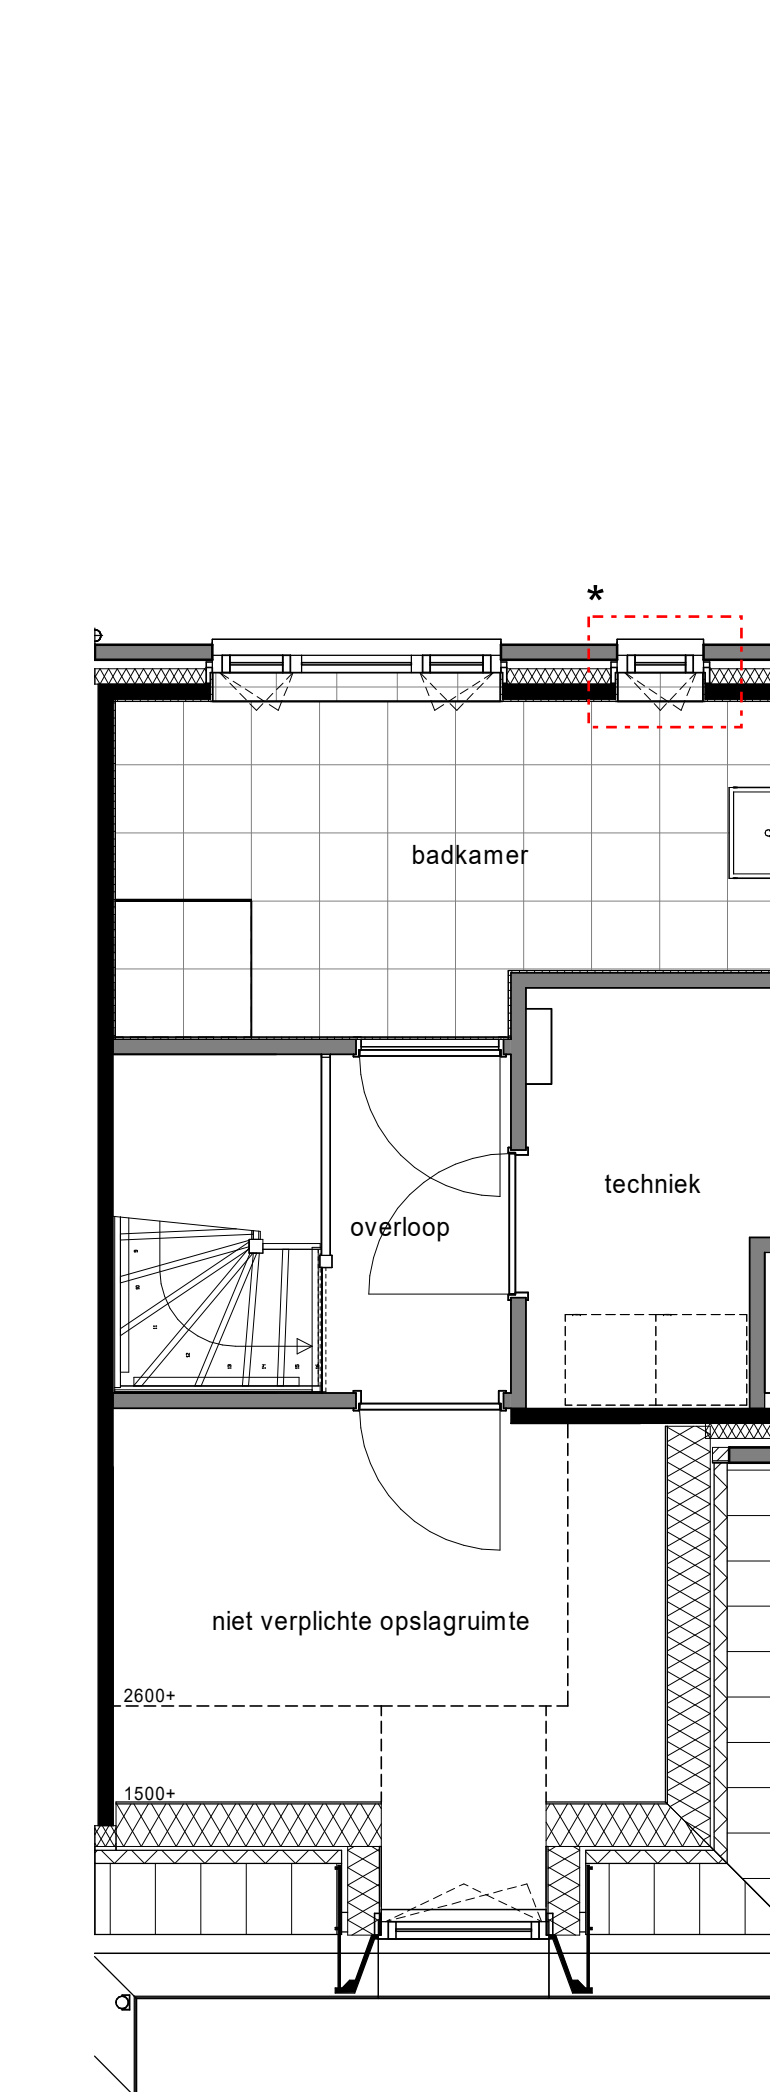 *
badkamer
techniek
overloop
niet verplichte opslagruimte
2600+
1500+